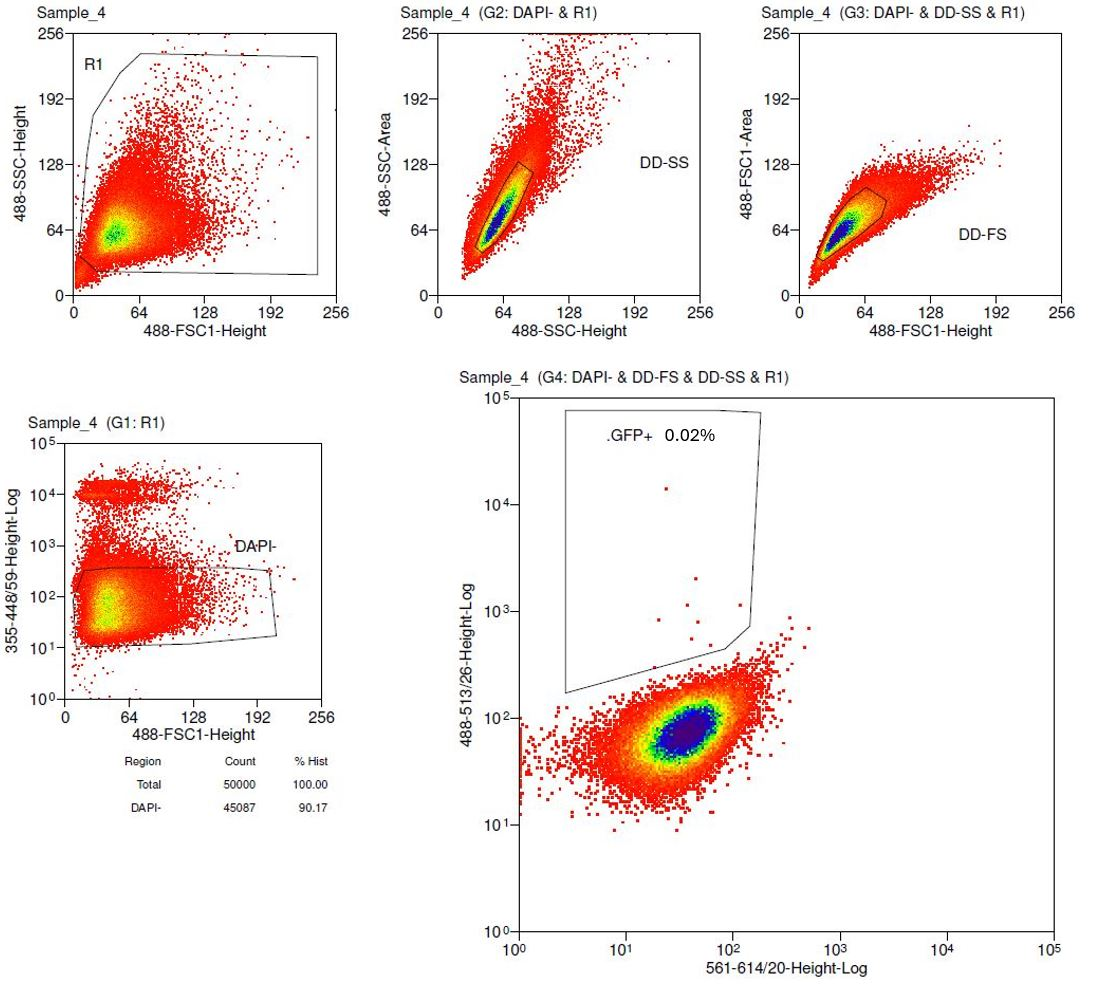 Sample_4
256
192
128
64
0
R1
488-SSC-Height
0 64 128 192 256
488-FSC1-Height
Sample_4 (G2: DAPI- & R1)
256
192
128
64
0
DD-SS
488-SSC-Area
0 64 128 192 256
488-SSC-Height
Sample_4 (G3: DAPI- & DD-SS & R1)
256
192
128
64
0
DD-FS
488-FSC1-Area
0 64 128 192 256
488-FSC1-Height
Sample_4 (G1: R1)
10⁵
10⁴
10³
10²
10¹
10⁰
DAPI-
355-448/59-Height-Log
0 64 128 192 256
488-FSC1-Height
Region Count % Hist
Total 50000 100.00
DAPI- 45087 90.17
Sample_4 (G4: DAPI- & DD-FS & DD-SS & R1)
10⁵
10⁴
10³
10²
10¹
10⁰
.GFP+ 0.02%
488-513/26-Height-Log
10⁰ 10¹ 10² 10³ 10⁴ 10⁵
561-614/20-Height-Log